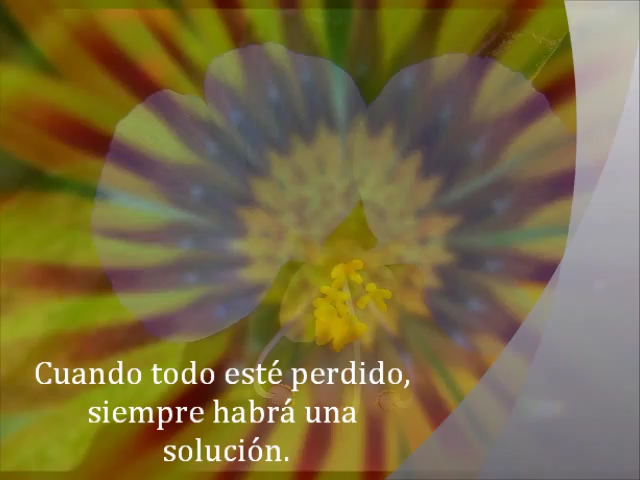 Cuando todo esté perdido,
siempre habrá una
solución.